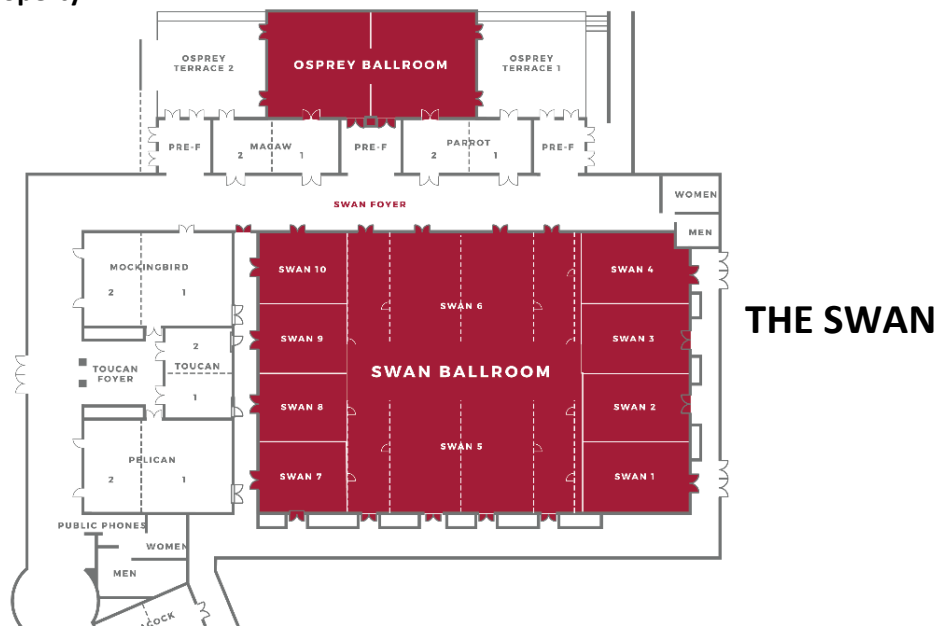 OSPREY
TERRACE 2
OSPREY BALLROOM
OSPREY
TERRACE 1
PRE-F
MACAW
2
1
PRE-F
PARROT
2
1
PRE-F
SWAN FOYER
WOMEN
MEN
MOCKINGBIRD
2
1
SWAN 10
SWAN 6
SWAN 4
THE SWAN
2
TOUCAN
1
TOUCAN
FOYER
SWAN 9
SWAN 3
SWAN BALLROOM
SWAN 8
SWAN 2
PELICAN
2
1
SWAN 7
SWAN 5
SWAN 1
PUBLIC PHONES
WOMEN
MEN